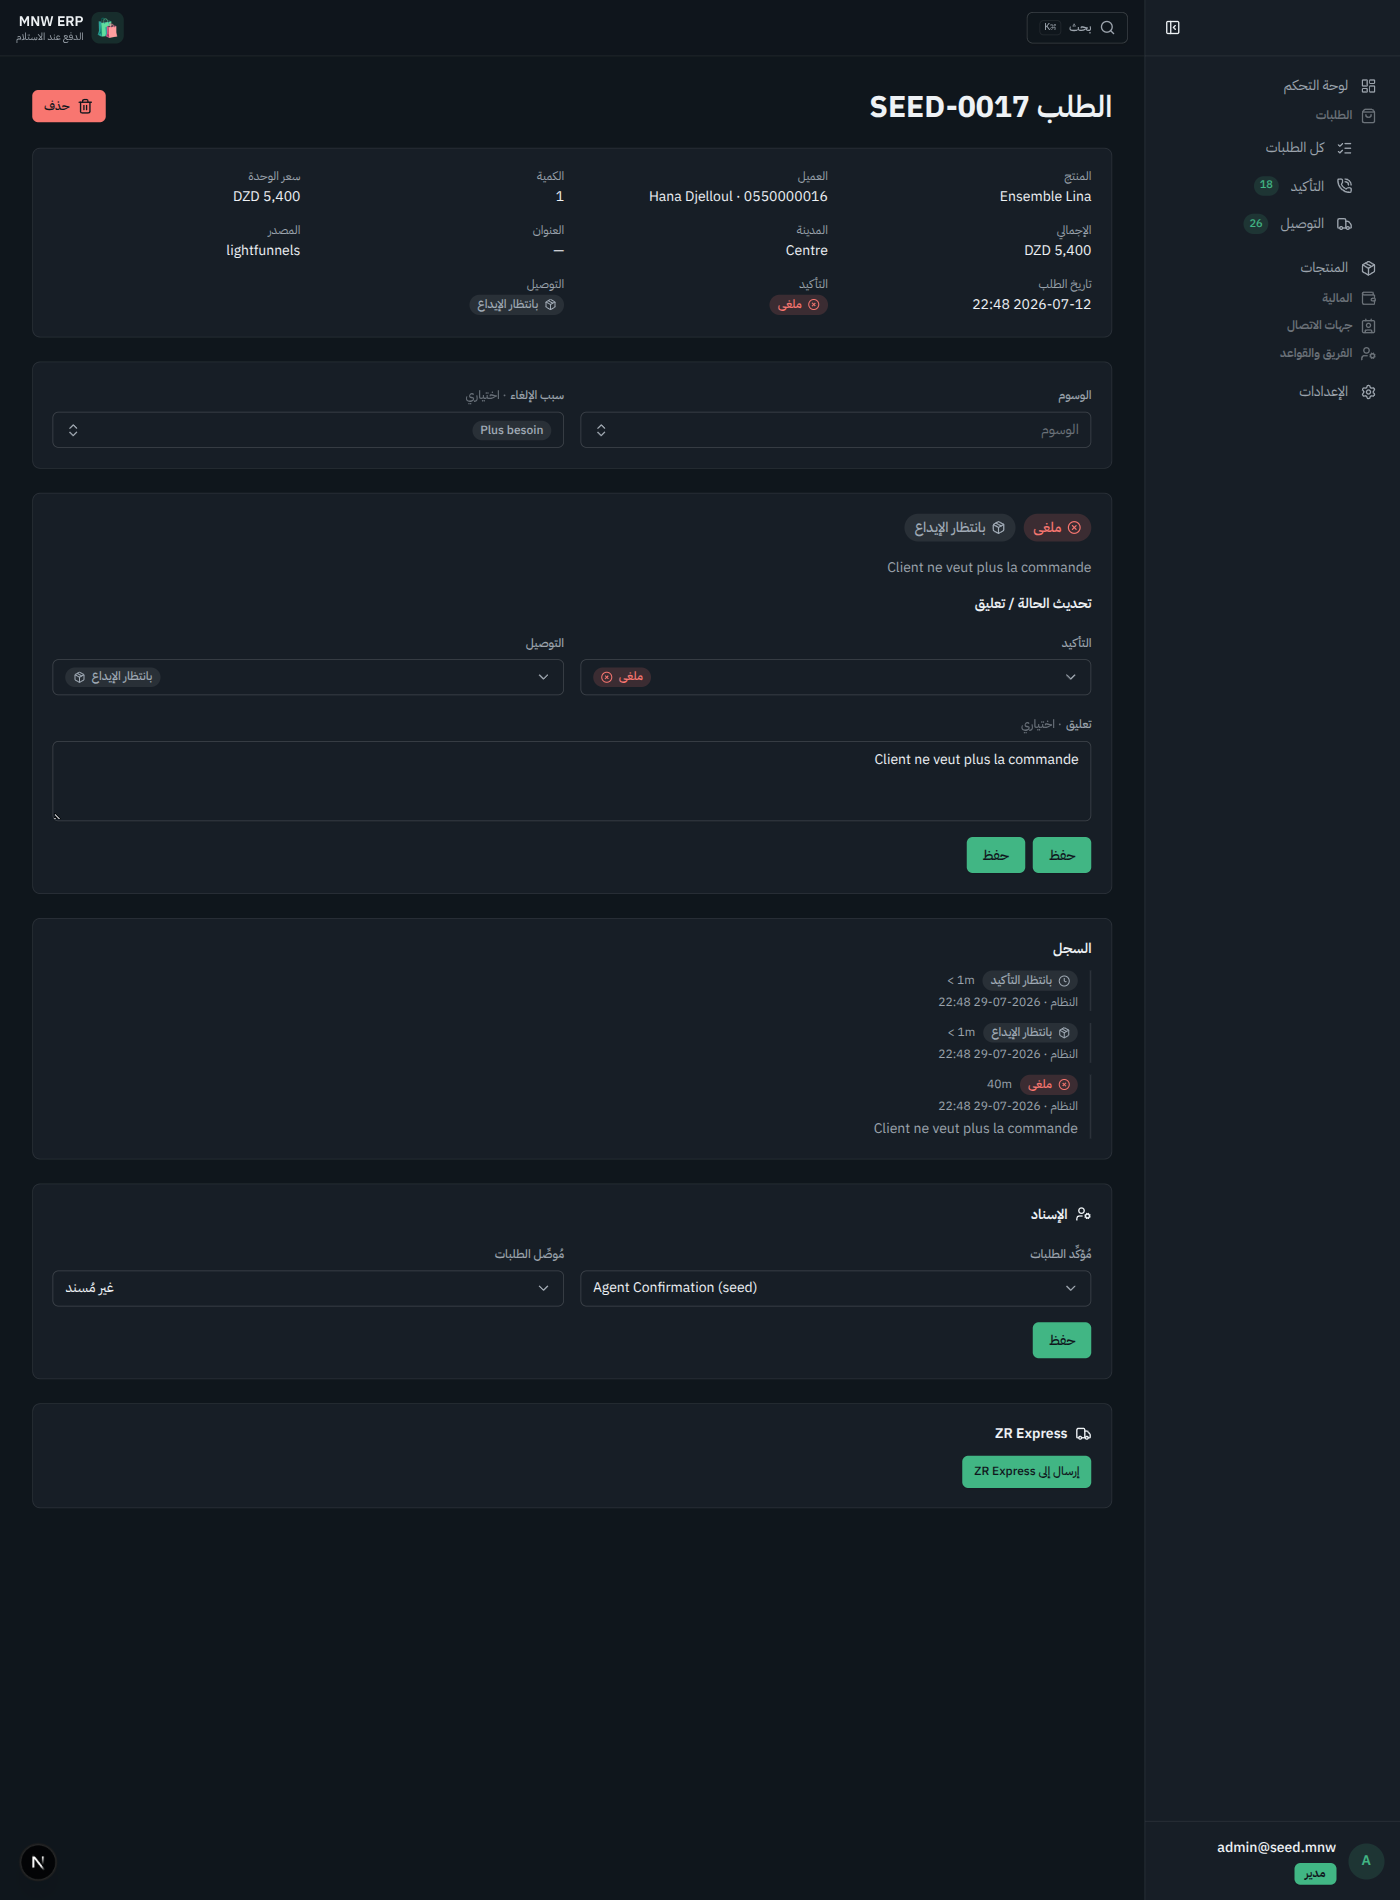 MNW ERP
الدفع عند الاستلام
بحث
⌘K
لوحة التحكم
الطلبات
كل الطلبات
التأكيد 18
التوصيل 26
المنتجات
المالية
جهات الاتصال
الفريق والقواعد
الإعدادات
الطلب SEED-0017
حذف
المنتج
Ensemble Lina
العميل
Hana Djelloul · 0550000016
الكمية
1
سعر الوحدة
DZD 5,400
الإجمالي
DZD 5,400
المدينة
Centre
العنوان
—
المصدر
lightfunnels
تاريخ الطلب
22:48 2026-07-12
التأكيد
ملغى
التوصيل
بانتظار الإيداع
الوسوم
الوسوم
سبب الإلغاء · اختياري
Plus besoin
ملغى
بانتظار الإيداع
Client ne veut plus la commande
تحديث الحالة / تعليق
التأكيد
ملغى
التوصيل
بانتظار الإيداع
تعليق · اختياري
Client ne veut plus la commande
حفظ
حفظ
السجل
بانتظار التأكيد < 1m
النظام · 2026-07-29 22:48
بانتظار الإيداع < 1m
النظام · 2026-07-29 22:48
ملغى 40m
النظام · 2026-07-29 22:48
Client ne veut plus la commande
الإسناد
مُؤكِّد الطلبات
Agent Confirmation (seed)
مُوصِّل الطلبات
غير مُسند
حفظ
ZR Express
إرسال إلى ZR Express
admin@seed.mnw
مدير
A
N